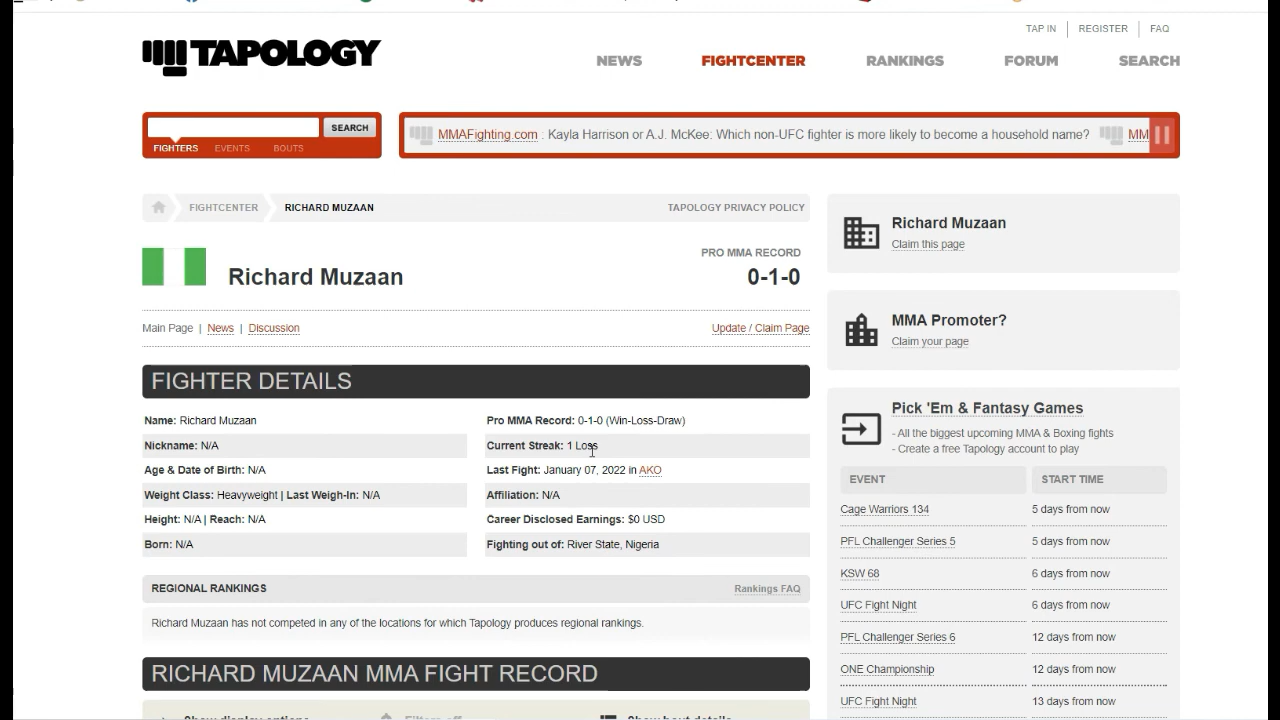 TAP IN | REGISTER | FAQ
TAPOLOGY
NEWS FIGHTCENTER RANKINGS FORUM SEARCH
SEARCH
FIGHTERS EVENTS BOUTS
MMAFighting.com : Kayla Harrison or A.J. McKee: Which non-UFC fighter is more likely to become a household name? MM
FIGHTCENTER RICHARD MUZAAN TAPOLOGY PRIVACY POLICY
Richard Muzaan
PRO MMA RECORD
0-1-0
Main Page | News | Discussion Update / Claim Page
FIGHTER DETAILS
Name: Richard Muzaan
Nickname: N/A
Age & Date of Birth: N/A
Weight Class: Heavyweight | Last Weigh-In: N/A
Height: N/A | Reach: N/A
Born: N/A
Pro MMA Record: 0-1-0 (Win-Loss-Draw)
Current Streak: 1 Loss
Last Fight: January 07, 2022 in AKO
Affiliation: N/A
Career Disclosed Earnings: $0 USD
Fighting out of: River State, Nigeria
REGIONAL RANKINGS Rankings FAQ
Richard Muzaan has not competed in any of the locations for which Tapology produces regional rankings.
RICHARD MUZAAN MMA FIGHT RECORD
Show display options Filters off Show bout details
Richard Muzaan
Claim this page
MMA Promoter?
Claim your page
Pick 'Em & Fantasy Games
- All the biggest upcoming MMA & Boxing fights
- Create a free Tapology account to play
EVENT START TIME
Cage Warriors 134 5 days from now
PFL Challenger Series 5 5 days from now
KSW 68 6 days from now
UFC Fight Night 6 days from now
PFL Challenger Series 6 12 days from now
ONE Championship 12 days from now
UFC Fight Night 13 days from now